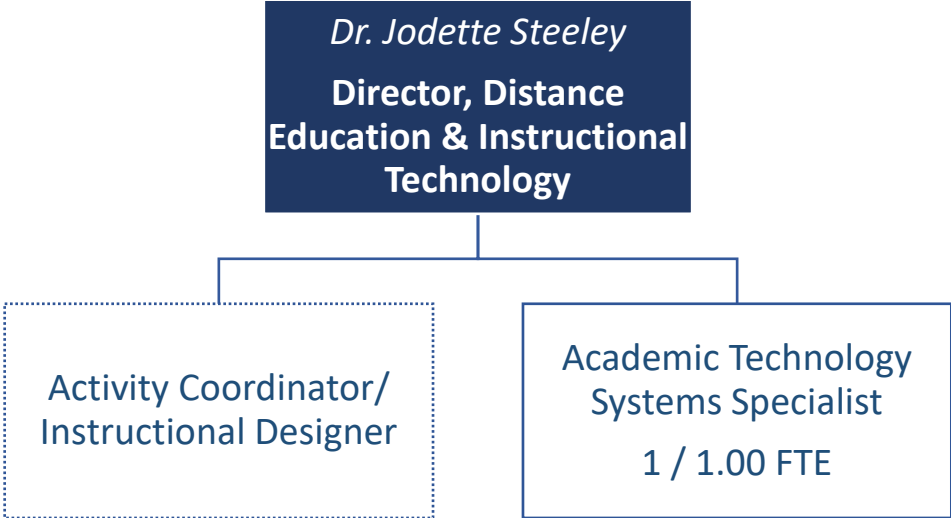 Dr. Jodette Steeley
Director, Distance
Education & Instructional
Technology
Activity Coordinator/
Instructional Designer
Academic Technology
Systems Specialist
1 / 1.00 FTE